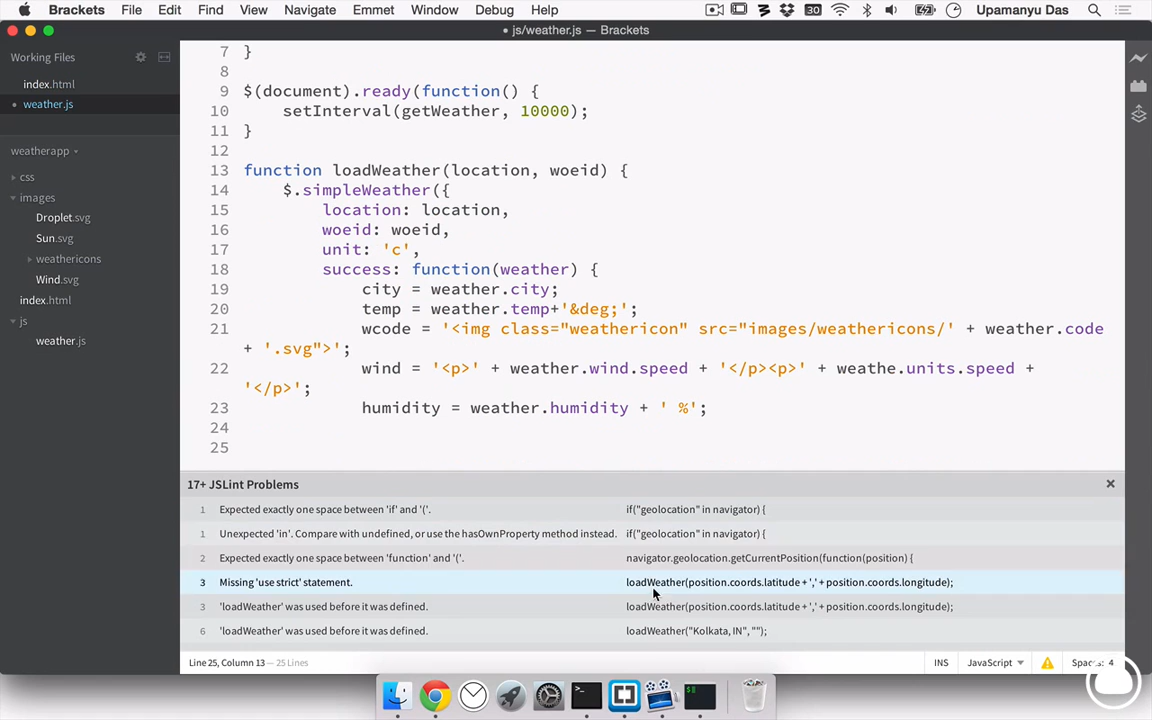 Brackets File Edit Find View Navigate Emmet Window Debug Help 30 Upamanyu Das
• js/weather.js — Brackets
Working Files
index.html
• weather.js
weatherapp
css
images
Droplet.svg
Sun.svg
weathericons
Wind.svg
index.html
js
weather.js
7 }
8
9 $(document).ready(function() {
10 setInterval(getWeather, 10000);
11 }
12
13 function loadWeather(location, woeid) {
14 $.simpleWeather({
15 location: location,
16 woeid: woeid,
17 unit: 'c',
18 success: function(weather) {
19 city = weather.city;
20 temp = weather.temp+'&deg;';
21 wcode = '<img class="weathericon" src="images/weathericons/' + weather.code
+ '.svg">';
22 wind = '<p>' + weather.wind.speed + '</p><p>' + weathe.units.speed +
'</p>';
23 humidity = weather.humidity + ' %';
24
25
17+ JSLint Problems
1 Expected exactly one space between 'if' and '('. if("geolocation" in navigator) {
1 Unexpected 'in'. Compare with undefined, or use the hasOwnProperty method instead. if("geolocation" in navigator) {
2 Expected exactly one space between 'function' and '('. navigator.geolocation.getCurrentPosition(function(position) {
3 Missing 'use strict' statement. loadWeather(position.coords.latitude + ',' + position.coords.longitude);
3 'loadWeather' was used before it was defined. loadWeather(position.coords.latitude + ',' + position.coords.longitude);
6 'loadWeather' was used before it was defined. loadWeather("Kolkata, IN", "");
Line 25, Column 13 — 25 Lines INS JavaScript Spaces: 4